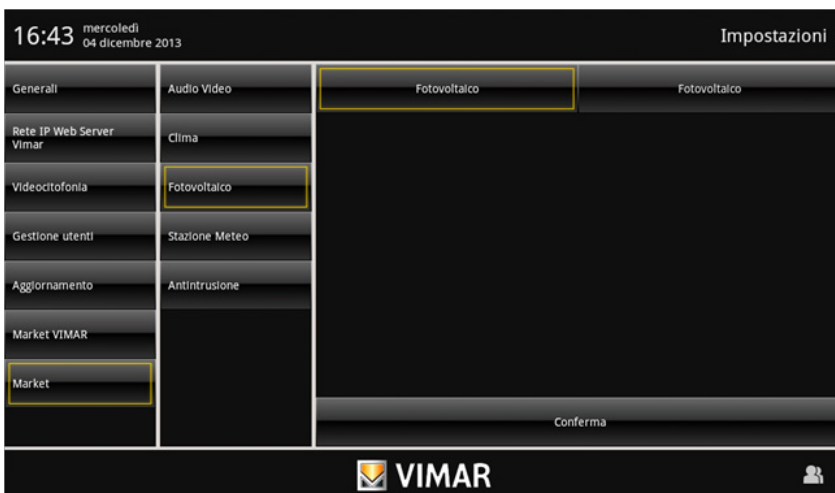 16:43 mercoledì
04 dicembre 2013
Impostazioni
Generali
Rete IP Web Server
Vimar
Videocitofonia
Gestione utenti
Aggiornamento
Market VIMAR
Market
Audio Video
Clima
Fotovoltaico
Stazione Meteo
Antintrusione
Fotovoltaico
Fotovoltaico
Conferma
VIMAR